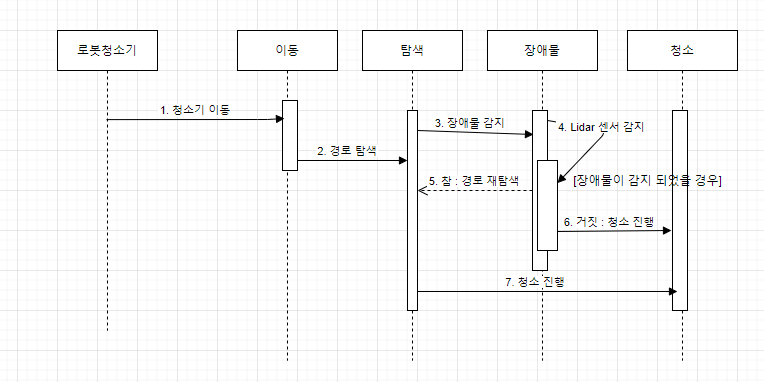 로봇청소기
이동
탐색
장애물
청소
1. 청소기 이동
2. 경로 탐색
3. 장애물 감지
4. Lidar 센서 감지
5. 참 : 경로 재탐색
[장애물이 감지 되었을 경우]
6. 거짓 : 청소 진행
7. 청소 진행